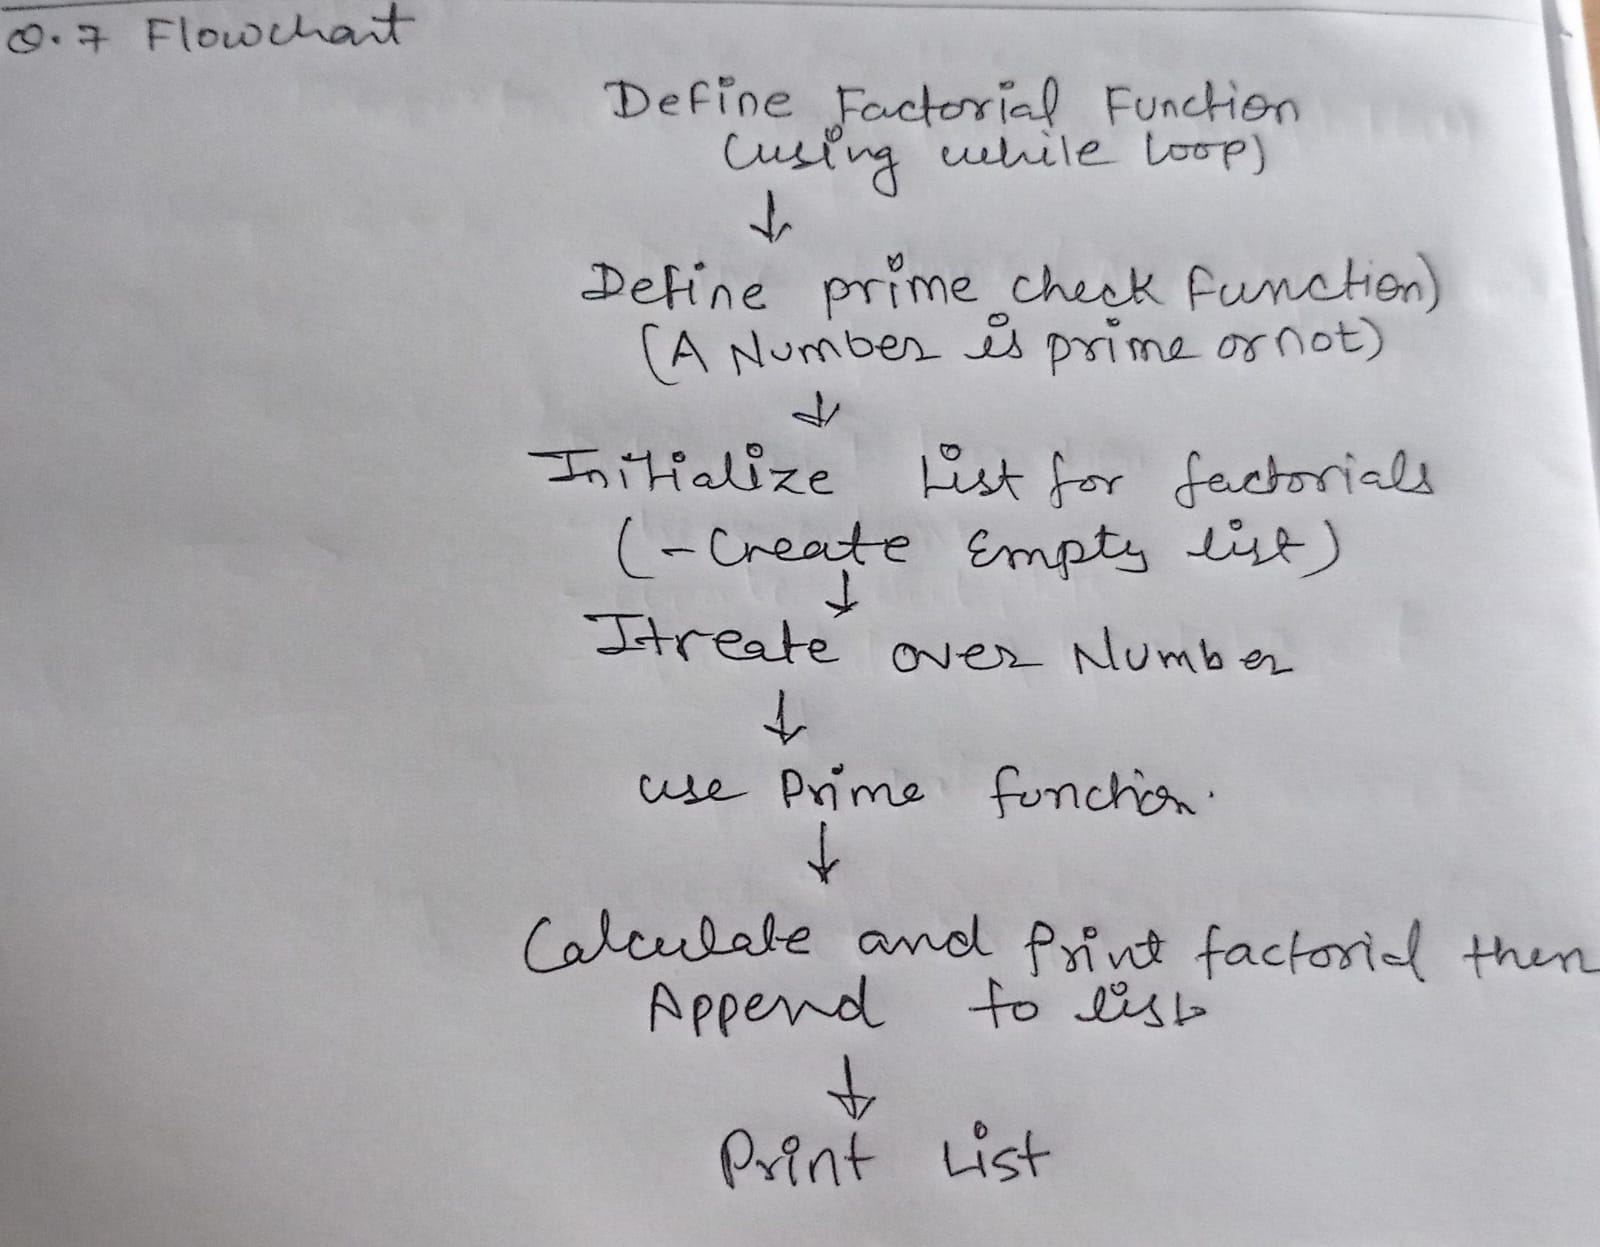 Q.7 Flowchart
Define Factorial Function
(using while loop)
↓
Define prime check function)
(A Number is prime or not)
↓
Initialize List for factorials
(- Create Empty list)
↓
Itreate over Number
↓
use Prime function.
↓
Calculate and Print factorial then
Append to list
↓
Print List